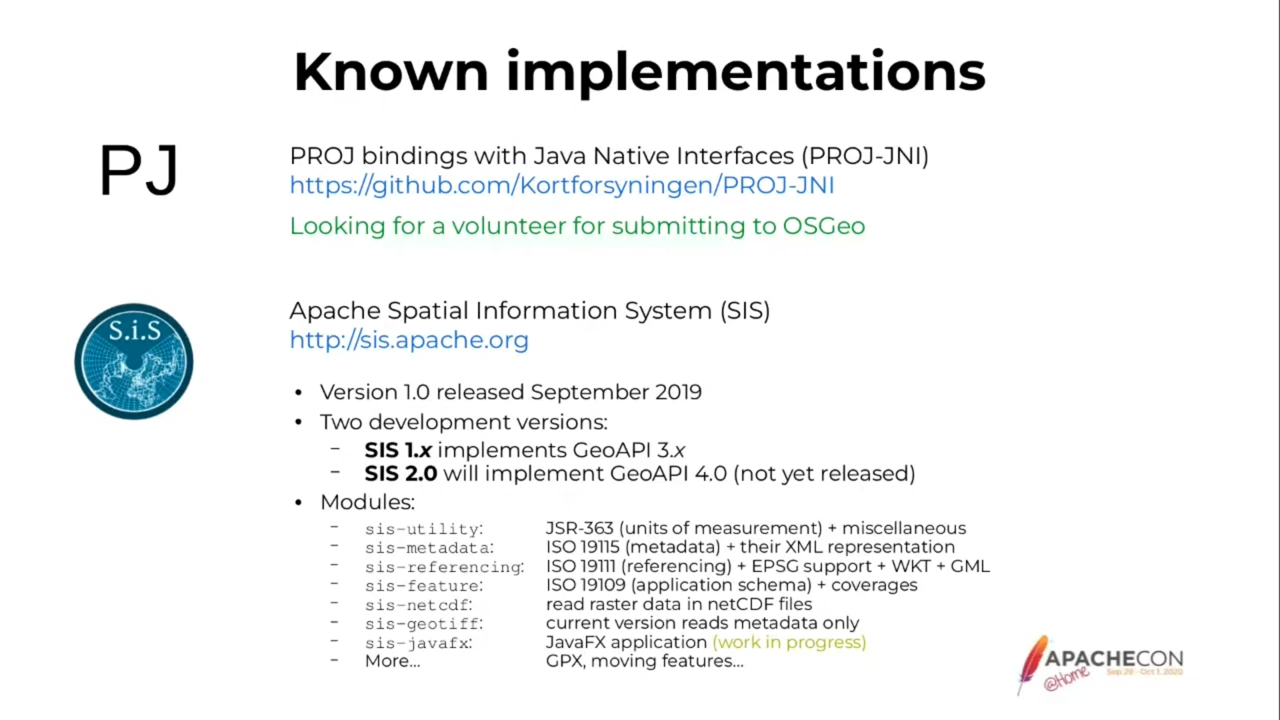 Known implementations
PJ
PROJ bindings with Java Native Interfaces (PROJ-JNI)
https://github.com/Kortforsyningen/PROJ-JNI
Looking for a volunteer for submitting to OSGeo
S.i.S
Apache Spatial Information System (SIS)
http://sis.apache.org
• Version 1.0 released September 2019
• Two development versions:
– SIS 1.x implements GeoAPI 3.x
– SIS 2.0 will implement GeoAPI 4.0 (not yet released)
• Modules:
– sis-utility: JSR-363 (units of measurement) + miscellaneous
– sis-metadata: ISO 19115 (metadata) + their XML representation
– sis-referencing: ISO 19111 (referencing) + EPSG support + WKT + GML
– sis-feature: ISO 19109 (application schema) + coverages
– sis-netcdf: read raster data in netCDF files
– sis-geotiff: current version reads metadata only
– sis-javafx: JavaFX application (work in progress)
– More... GPX, moving features...
APACHECON
@Home Sep. 29 - Oct 1, 2020